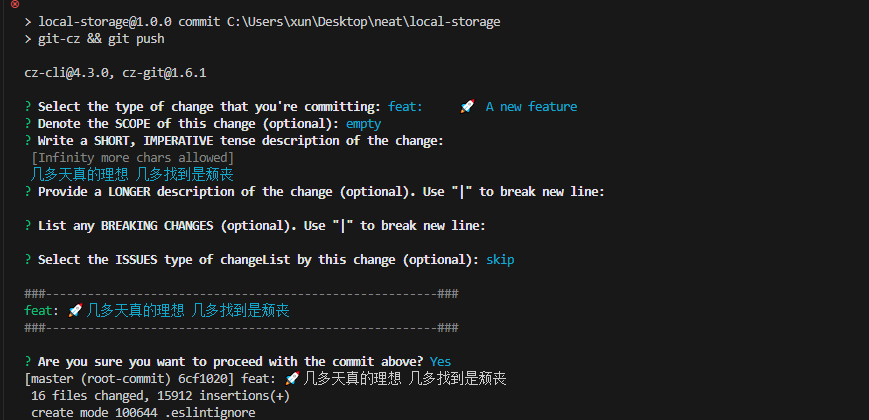 > local-storage@1.0.0 commit C:\Users\xun\Desktop\neat\local-storage
> git-cz && git push
cz-cli@4.3.0, cz-git@1.6.1
? Select the type of change that you're committing: feat: 🚀 A new feature
? Denote the SCOPE of this change (optional): empty
? Write a SHORT, IMPERATIVE tense description of the change:
[Infinity more chars allowed]
几多天真的理想 几多找到是颓丧
? Provide a LONGER description of the change (optional). Use "|" to break new line:
? List any BREAKING CHANGES (optional). Use "|" to break new line:
? Select the ISSUES type of changeList by this change (optional): skip
###--------------------------------------------------------###
feat: 🚀 几多天真的理想 几多找到是颓丧
###--------------------------------------------------------###
? Are you sure you want to proceed with the commit above? Yes
[master (root-commit) 6cf1020] feat: 🚀 几多天真的理想 几多找到是颓丧
16 files changed, 15912 insertions(+)
create mode 100644 .eslintignore